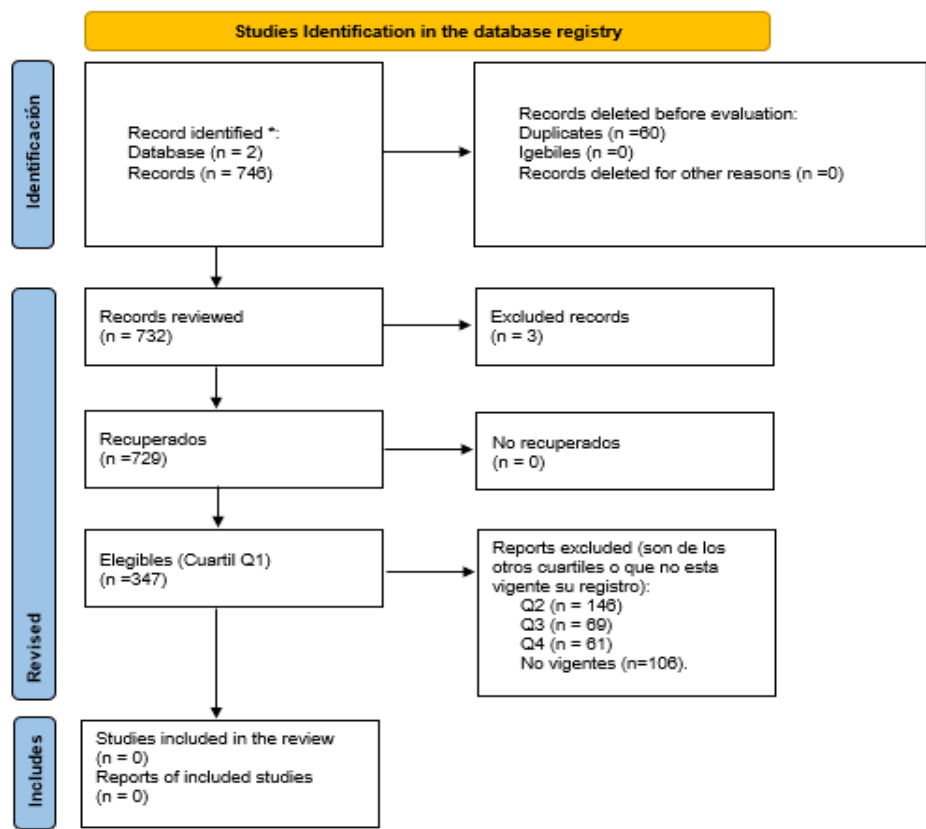 Studies Identification in the database registry
Identificación
Record identified *:
Database (n = 2)
Records (n = 746)
Records deleted before evaluation:
Duplicates (n =60)
Igebiles (n =0)
Records deleted for other reasons (n =0)
Revised
Records reviewed
(n = 732)
Excluded records
(n = 3)
Recuperados
(n =729)
No recuperados
(n = 0)
Elegibles (Cuartil Q1)
(n =347)
Reports excluded (son de los
otros cuartiles o que no esta
vigente su registro):
Q2 (n = 146)
Q3 (n = 69)
Q4 (n = 61)
No vigentes (n=106).
Includes
Studies included in the review
(n = 0)
Reports of included studies
(n = 0)